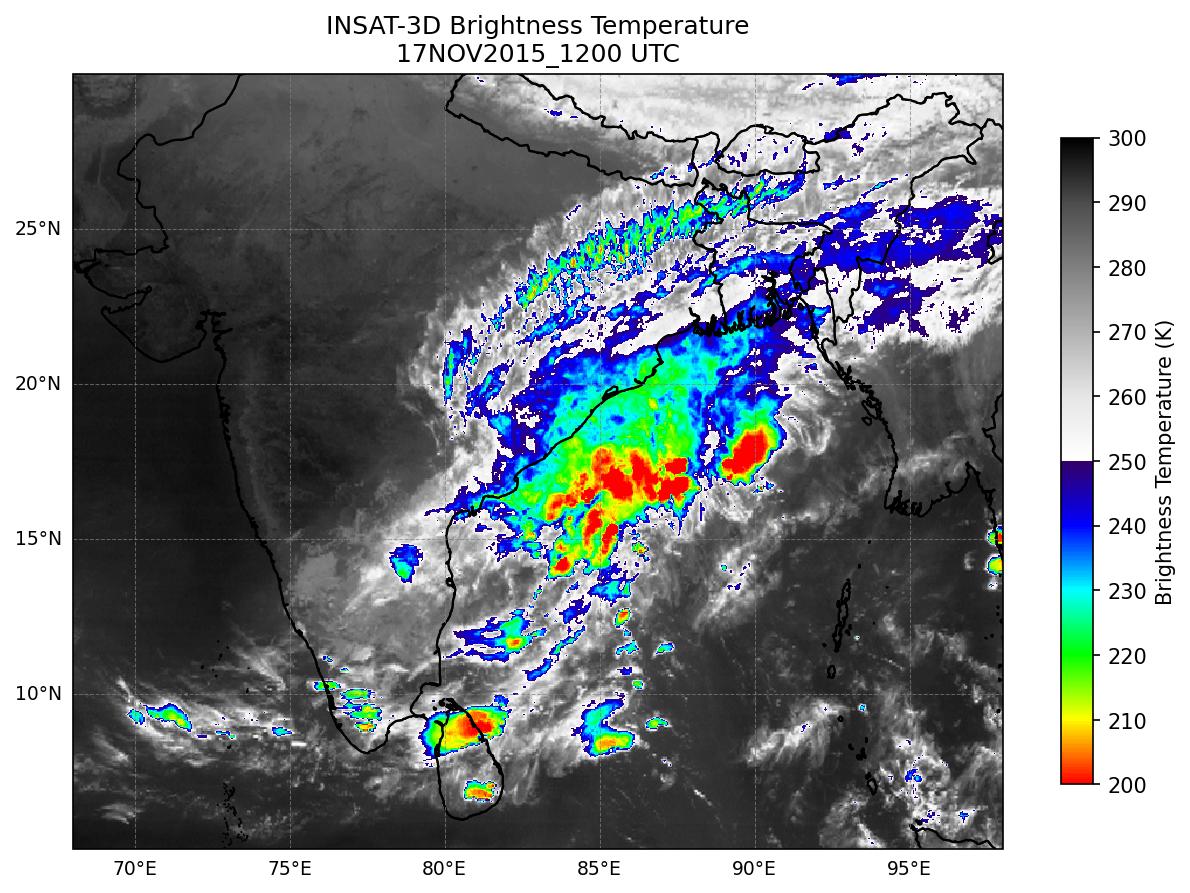 INSAT-3D Brightness Temperature
17NOV2015_1200 UTC
25°N
20°N
15°N
10°N
70°E
75°E
80°E
85°E
90°E
95°E
300
290
280
270
260
250
240
230
220
210
200
Brightness Temperature (K)